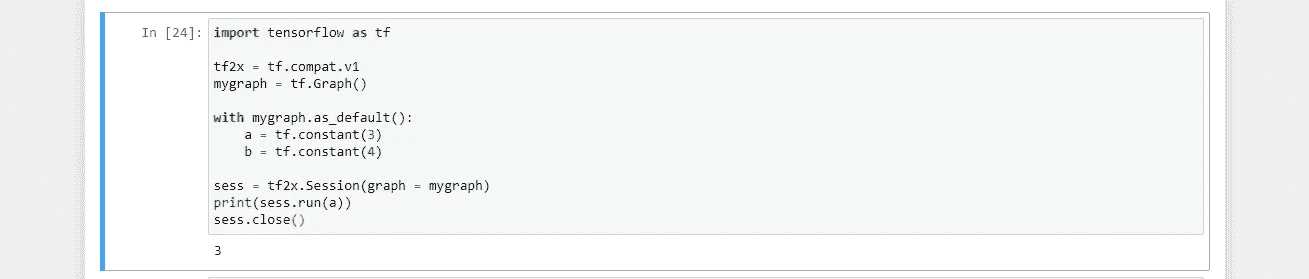 In [24]: import tensorflow as tf
tf2x = tf.compat.v1
mygraph = tf.Graph()
with mygraph.as_default():
    a = tf.constant(3)
    b = tf.constant(4)
sess = tf2x.Session(graph = mygraph)
print(sess.run(a))
sess.close()
3